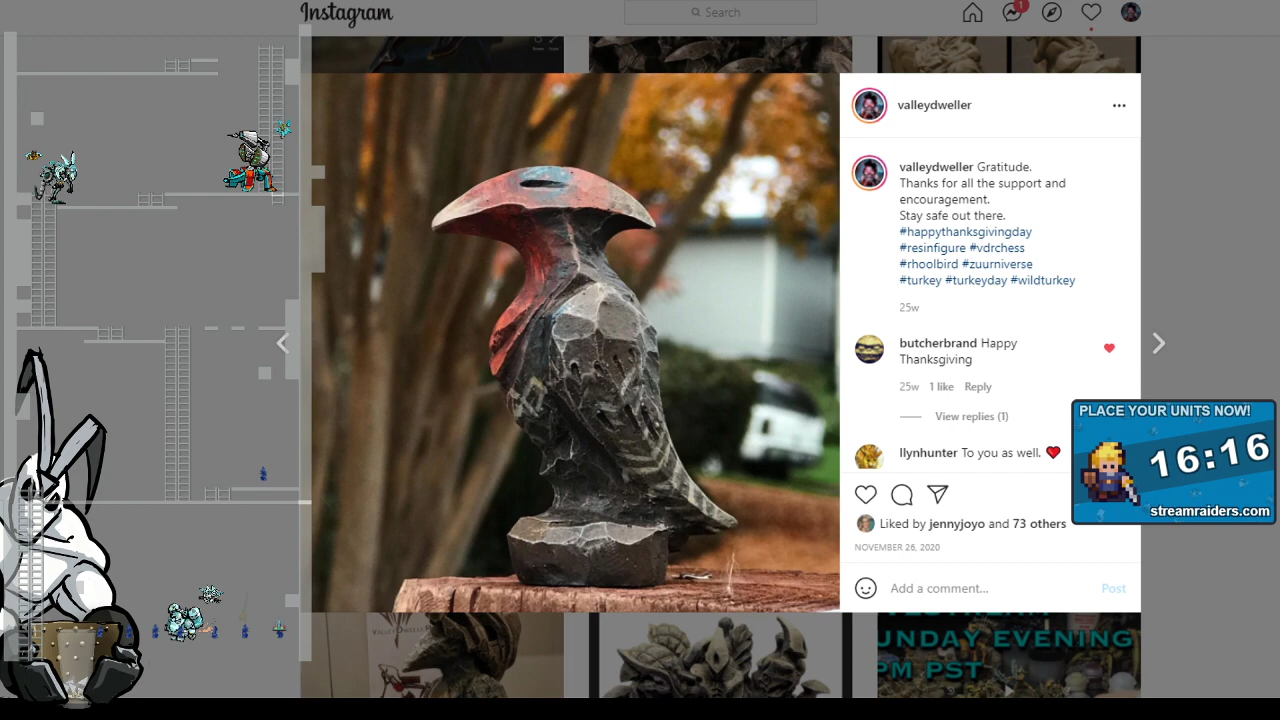 Instagram
Search
1
valleydweller
valleydweller Gratitude.
Thanks for all the support and
encouragement.
Stay safe out there.
#happythanksgivingday
#resinfigure #vdrchess
#rhoolbird #zuurniverse
#turkey #turkeyday #wildturkey
25w
butcherbrand Happy
Thanksgiving
25w 1 like Reply
View replies (1)
llynhunter To you as well. ❤
Liked by jennyjoyo and 73 others
NOVEMBER 26, 2020
Add a comment... Post
PLACE YOUR UNITS NOW!
16:16
streamraiders.com
UNDAY EVENING
PM PST